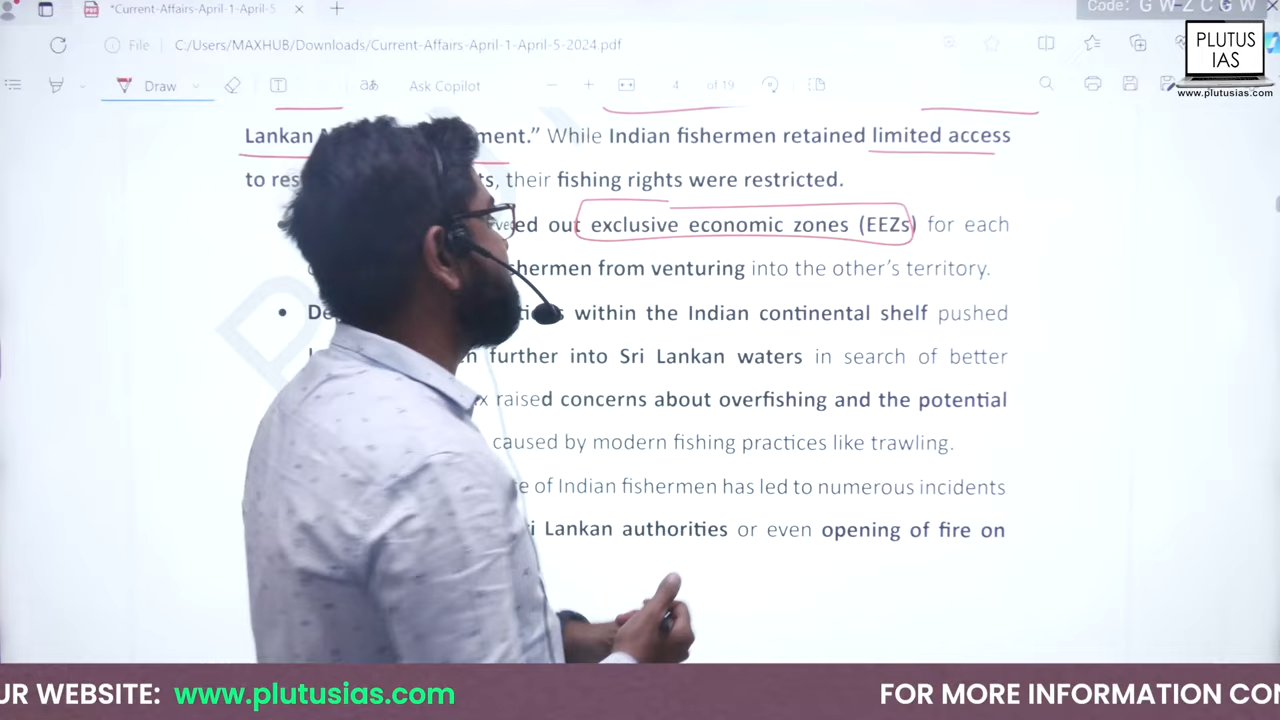 Code: G W Z C G W
*Current-Affairs-April-1-April-5
File C:/Users/MAXHUB/Downloads/Current-Affairs-April-1-April-5-2024.pdf
PLUTUS
IAS
www.plutusias.com
Draw Ask Copilot 4 of 19
Lankan ment.” While Indian fishermen retained limited access
to res ts, their fishing rights were restricted.
ed out exclusive economic zones (EEZs) for each
shermen from venturing into the other’s territory.
• De within the Indian continental shelf pushed
further into Sri Lankan waters in search of better
x raised concerns about overfishing and the potential
caused by modern fishing practices like trawling.
e of Indian fishermen has led to numerous incidents
ri Lankan authorities or even opening of fire on
UR WEBSITE: www.plutusias.com FOR MORE INFORMATION CON